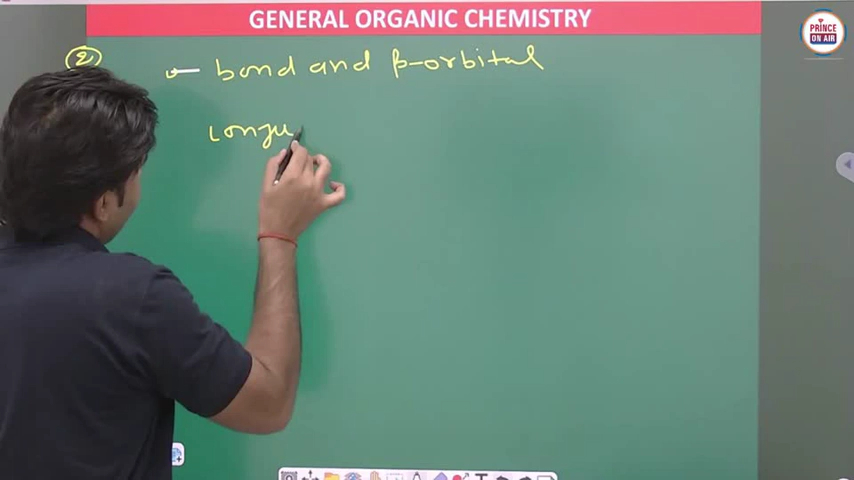 GENERAL ORGANIC CHEMISTRY
PRINCE
ON AIR
2
σ- bond and p-orbital
Conju